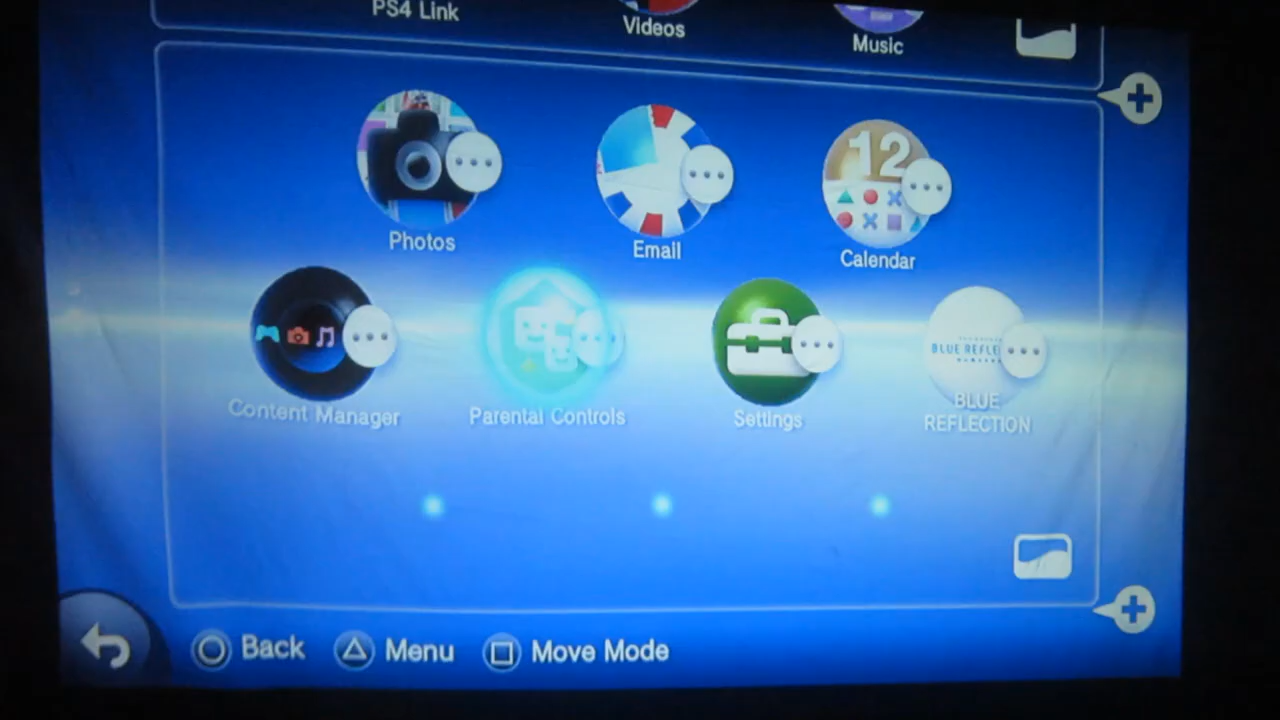 PS4 Link
Videos
Music
12
Photos
Email
Calendar
BLUE REFLE
Content Manager
Parental Controls
Settings
BLUE
REFLECTION
Back
Menu
Move Mode